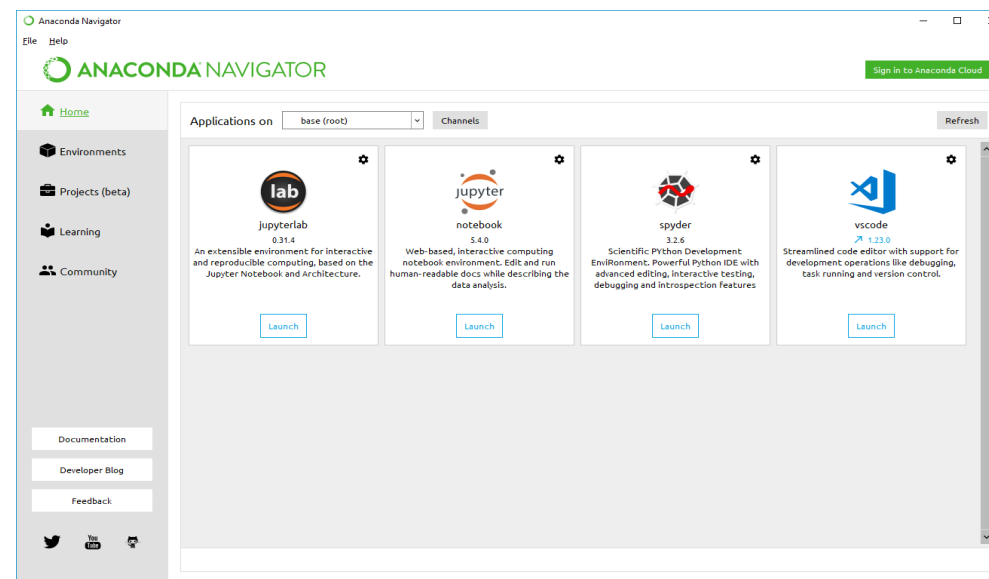 Anaconda Navigator
File Help
ANACONDA NAVIGATOR
Sign in to Anaconda Cloud
Home
Environments
Projects (beta)
Learning
Community
Documentation
Developer Blog
Feedback
You
Tube
Applications on base (root) Channels Refresh
lab
jupyterlab
0.31.4
An extensible environment for interactive
and reproducible computing, based on the
Jupyter Notebook and Architecture.
Launch
jupyter
notebook
5.4.0
Web-based, interactive computing
notebook environment. Edit and run
human-readable docs while describing the
data analysis.
Launch
spyder
3.2.6
Scientific PYthon Development
EnviRonment. Powerful Python IDE with
advanced editing, interactive testing,
debugging and introspection features
Launch
vscode
1.23.0
Streamlined code editor with support for
development operations like debugging,
task running and version control.
Launch